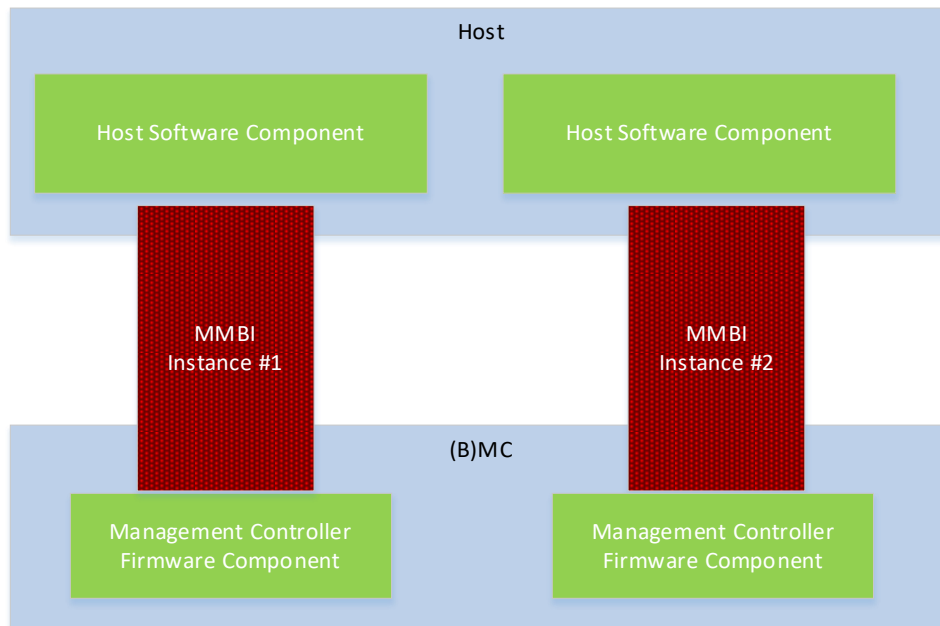 Host
Host Software Component
Host Software Component
MMBI
Instance #1
MMBI
Instance #2
(B)MC
Management Controller
Firmware Component
Management Controller
Firmware Component